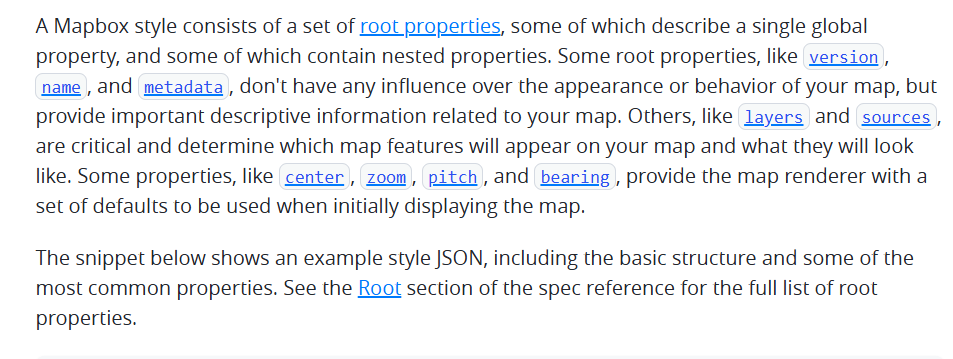 A Mapbox style consists of a set of root properties, some of which describe a single global
property, and some of which contain nested properties. Some root properties, like version,
name, and metadata, don't have any influence over the appearance or behavior of your map, but
provide important descriptive information related to your map. Others, like layers and sources,
are critical and determine which map features will appear on your map and what they will look
like. Some properties, like center, zoom, pitch, and bearing, provide the map renderer with a
set of defaults to be used when initially displaying the map.
The snippet below shows an example style JSON, including the basic structure and some of the
most common properties. See the Root section of the spec reference for the full list of root
properties.